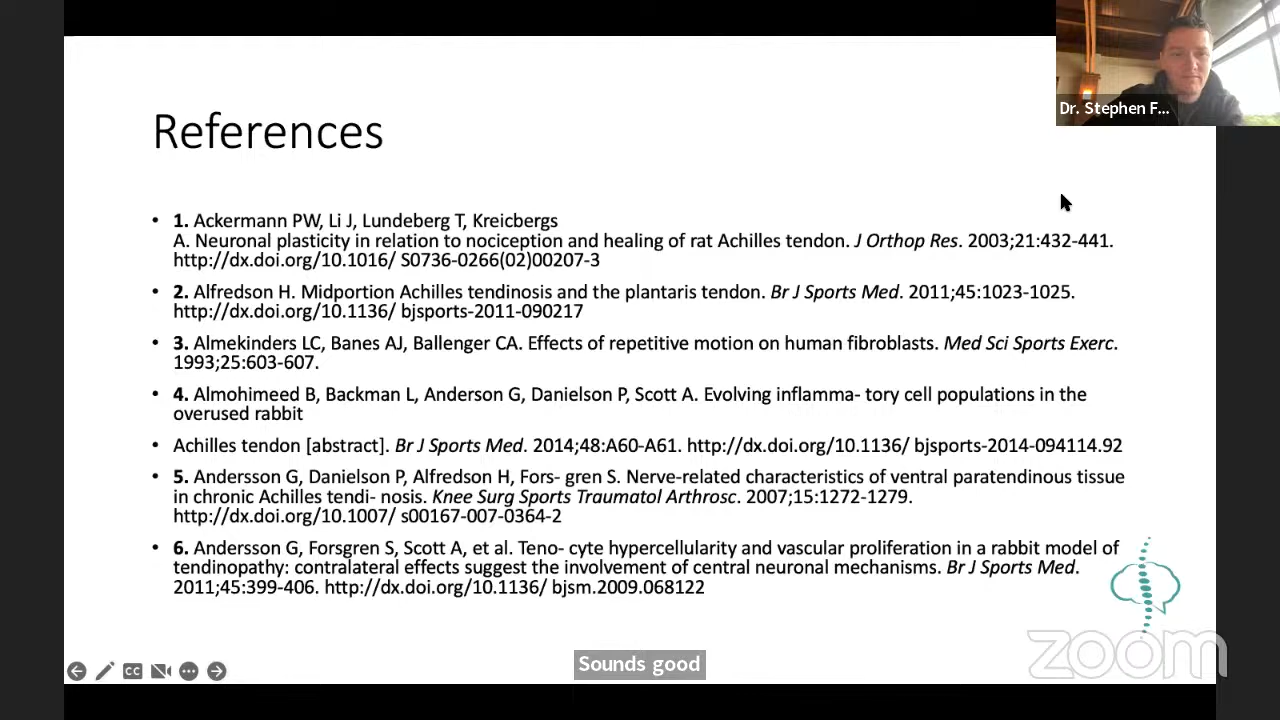 Dr. Stephen F...
References
• 1. Ackermann PW, Li J, Lundeberg T, Kreicbergs
A. Neuronal plasticity in relation to nociception and healing of rat Achilles tendon. J Orthop Res. 2003;21:432-441.
http://dx.doi.org/10.1016/ S0736-0266(02)00207-3
• 2. Alfredson H. Midportion Achilles tendinosis and the plantaris tendon. Br J Sports Med. 2011;45:1023-1025.
http://dx.doi.org/10.1136/ bjsports-2011-090217
• 3. Almekinders LC, Banes AJ, Ballenger CA. Effects of repetitive motion on human fibroblasts. Med Sci Sports Exerc.
1993;25:603-607.
• 4. Almohimeed B, Backman L, Anderson G, Danielson P, Scott A. Evolving inflamma- tory cell populations in the
overused rabbit
• Achilles tendon [abstract]. Br J Sports Med. 2014;48:A60-A61. http://dx.doi.org/10.1136/ bjsports-2014-094114.92
• 5. Andersson G, Danielson P, Alfredson H, Fors- gren S. Nerve-related characteristics of ventral paratendinous tissue
in chronic Achilles tendi- nosis. Knee Surg Sports Traumatol Arthrosc. 2007;15:1272-1279.
http://dx.doi.org/10.1007/ s00167-007-0364-2
• 6. Andersson G, Forsgren S, Scott A, et al. Teno- cyte hypercellularity and vascular proliferation in a rabbit model of
tendinopathy: contralateral effects suggest the involvement of central neuronal mechanisms. Br J Sports Med.
2011;45:399-406. http://dx.doi.org/10.1136/ bjsm.2009.068122
CC
Sounds good
zoom